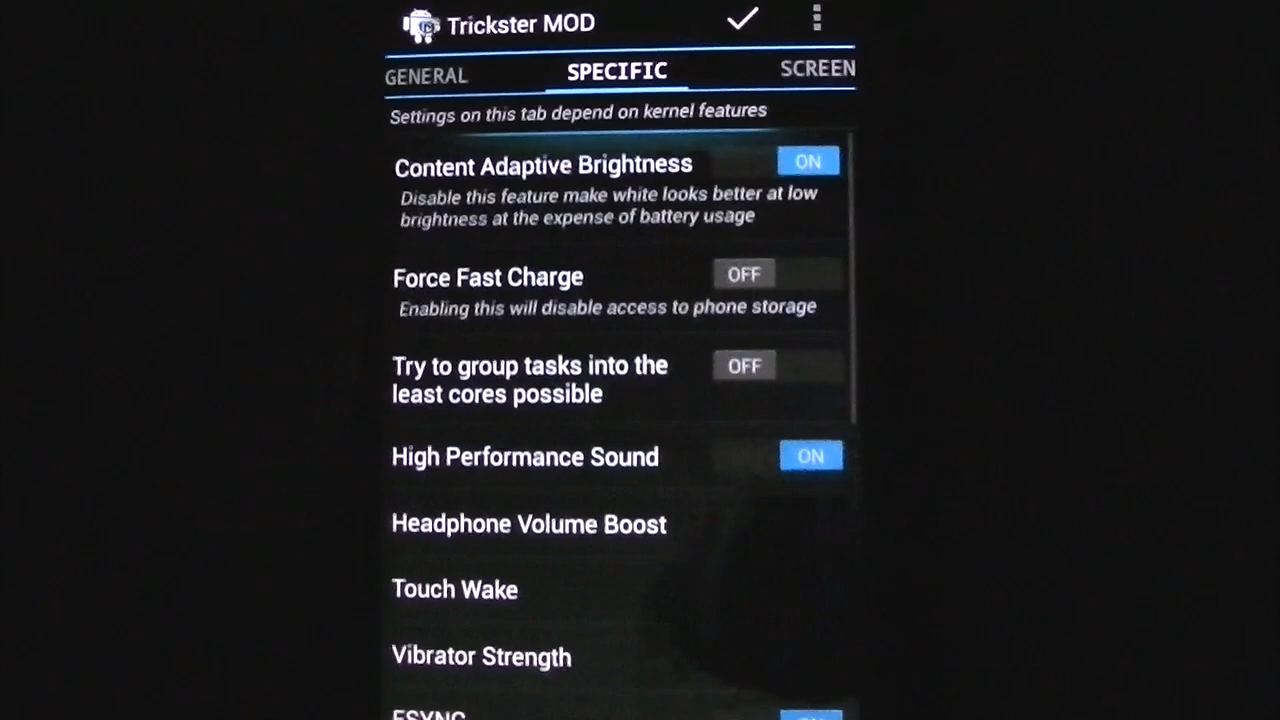 Trickster MOD
GENERAL SPECIFIC SCREEN
Settings on this tab depend on kernel features
Content Adaptive Brightness ON
Disable this feature make white looks better at low
brightness at the expense of battery usage
Force Fast Charge OFF
Enabling this will disable access to phone storage
Try to group tasks into the OFF
least cores possible
High Performance Sound ON
Headphone Volume Boost
Touch Wake
Vibrator Strength
FSYNC ON